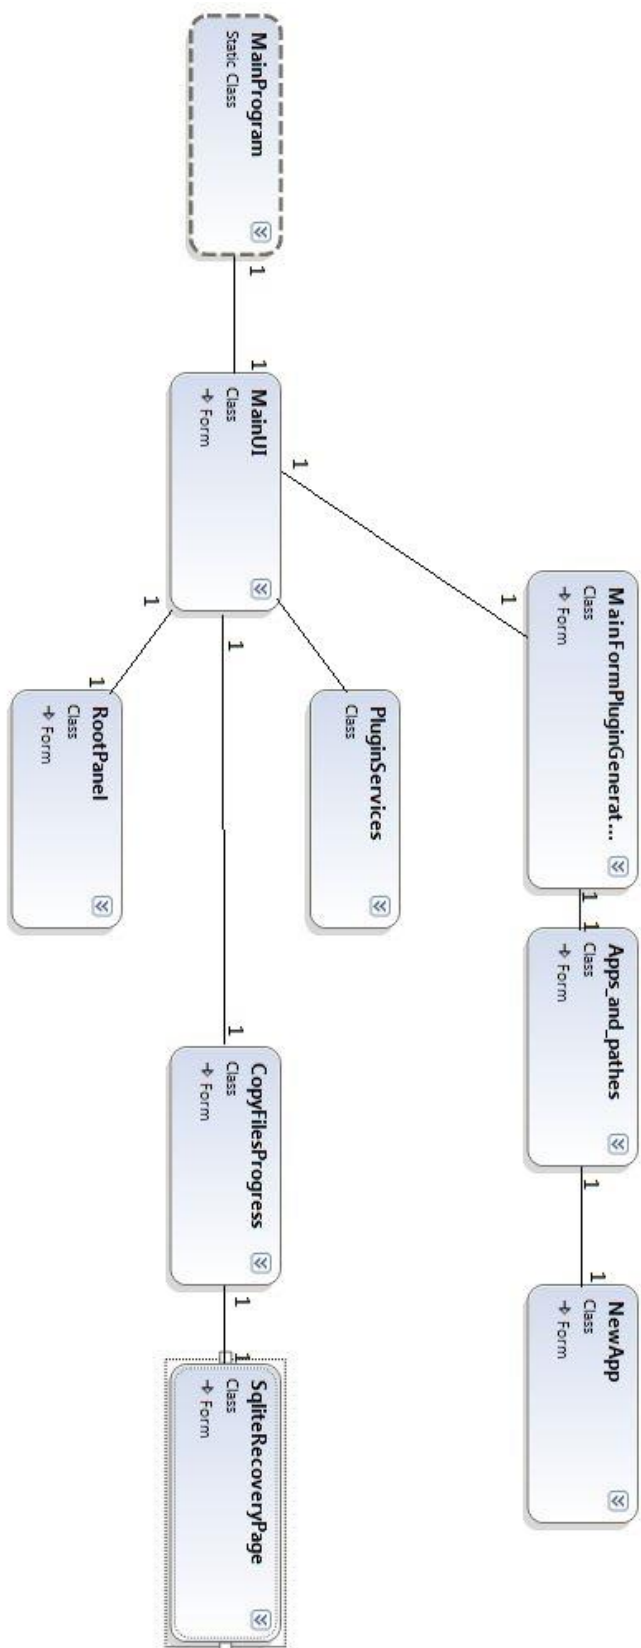 MainFormPluginGenerat...
Class
Form
1
1
Apps_and_pathes
Class
Form
1
1
NewApp
Class
Form
1
1
PluginServices
Class
MainProgram
Static Class
1
1
MainUI
Class
Form
1
1
CopyFilesProgress
Class
Form
1
1
SqliteRecoveryPage
Class
Form
1
1
RootPanel
Class
Form